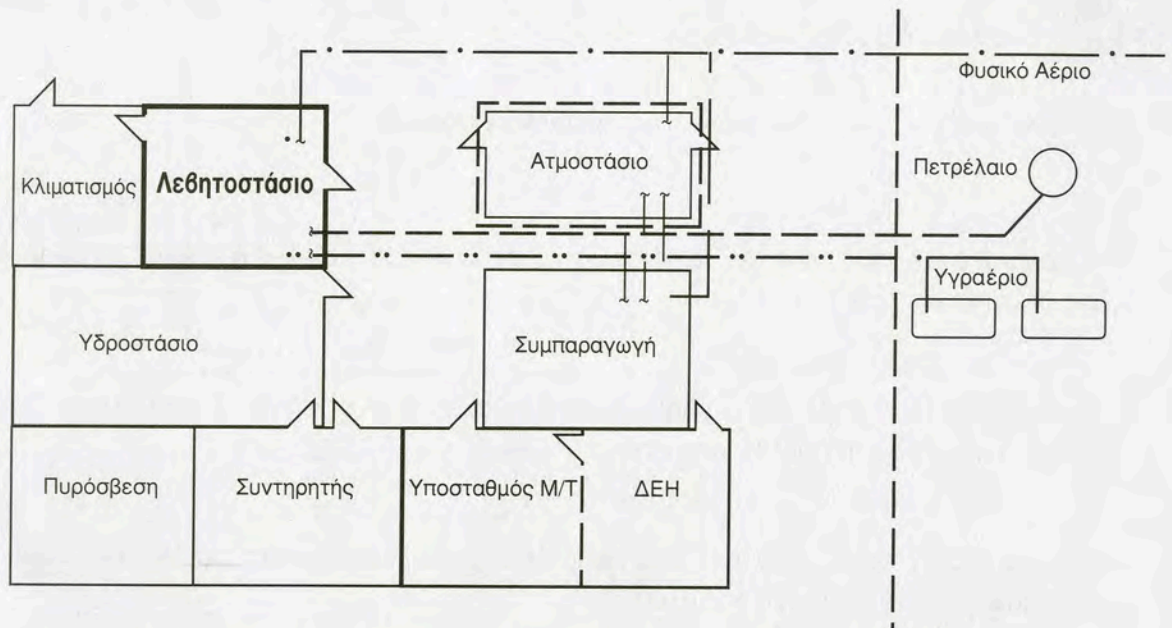 Φυσικό Αέριο
Ατμοστάσιο
Πετρέλαιο
Κλιματισμός
Λεβητοστάσιο
Υγραέριο
Υδροστάσιο
Συμπαραγωγή
Πυρόσβεση
Συντηρητής
Υποσταθμός Μ/Τ
ΔΕΗ